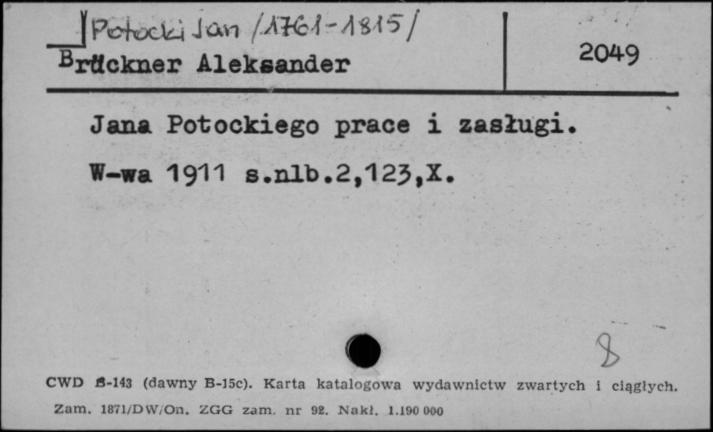 Potocki Jan /1761-1815/
Brückner Aleksander
2049
Jana Potockiego prace i zasługi.
W-wa 1911 s.nlb.2,123,X.
8
CWD B-143 (dawny B-15c). Karta katalogowa wydawnictw zwartych i ciągłych.
Zam. 1871/DW/On. ZGG zam. nr 92. Nakł. 1.190 000